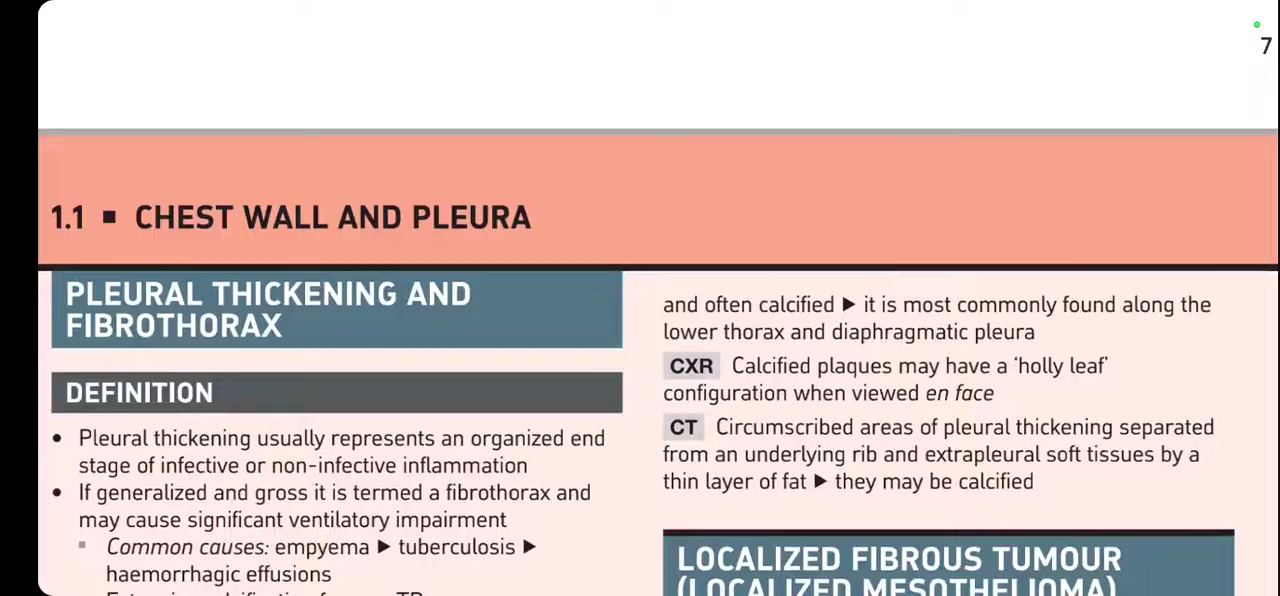 7
1.1 ▪ CHEST WALL AND PLEURA
PLEURAL THICKENING AND
FIBROTHORAX
DEFINITION
• Pleural thickening usually represents an organized end
stage of infective or non-infective inflammation
• If generalized and gross it is termed a fibrothorax and
may cause significant ventilatory impairment
▪ Common causes: empyema ▶ tuberculosis ▶
haemorrhagic effusions
and often calcified ▶ it is most commonly found along the
lower thorax and diaphragmatic pleura
CXR Calcified plaques may have a ‘holly leaf’
configuration when viewed en face
CT Circumscribed areas of pleural thickening separated
from an underlying rib and extrapleural soft tissues by a
thin layer of fat ▶ they may be calcified
LOCALIZED FIBROUS TUMOUR
(LOCALIZED MESOTHELIOMA)